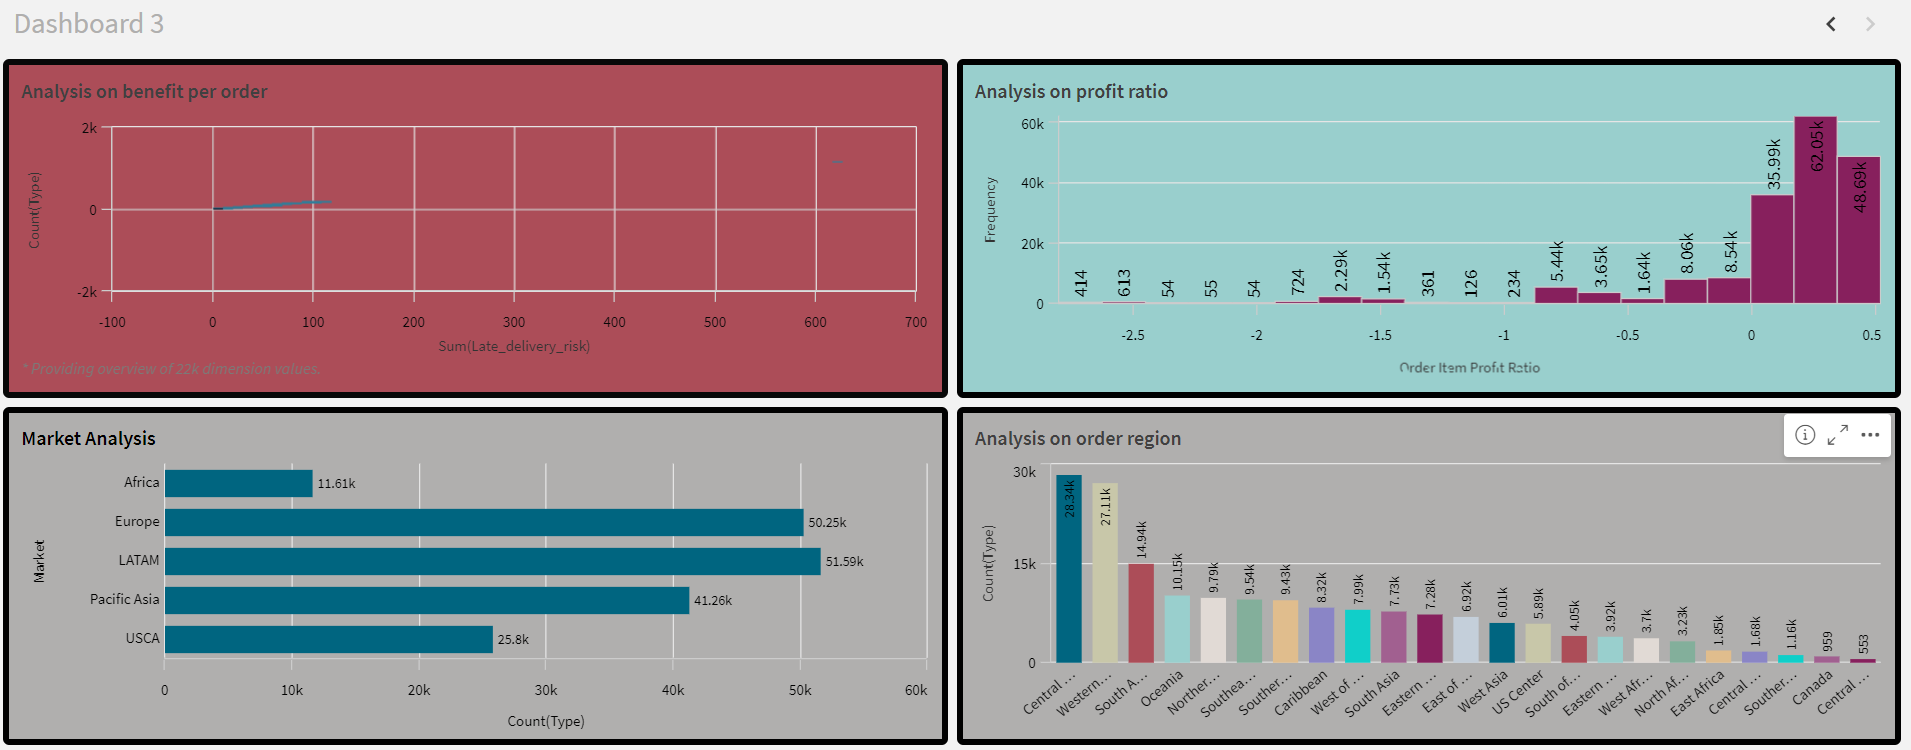 Dashboard 3
Analysis on benefit per order
Count(Type)
2k
0
-2k
-100 0 100 200 300 400 500 600 700
Sum(Late_delivery_risk)
* Providing overview of 22k dimension values.
Analysis on profit ratio
Frequency
60k
40k
20k
0
414 613 54 55 54 724 2.29k 1.54k 361 126 234 5.44k 3.65k 1.64k 8.06k 8.54k 35.99k 62.05k 48.69k
-2.5 -2 -1.5 -1 -0.5 0 0.5
Order Item Profit Ratio
Market Analysis
Market
Africa 11.61k
Europe 50.25k
LATAM 51.59k
Pacific Asia 41.26k
USCA 25.8k
0 10k 20k 30k 40k 50k 60k
Count(Type)
Analysis on order region
Count(Type)
30k
15k
0
28.34k 27.11k 14.94k 10.15k 9.79k 9.54k 9.43k 8.32k 7.99k 7.73k 7.28k 6.92k 6.01k 5.89k 4.05k 3.92k 3.7k 3.23k 1.85k 1.68k 1.16k 959 553
Central ... Western... South A... Oceania Norther... Southea... Souther... Caribbean West of ... South Asia Eastern ... East of ... West Asia US Center South of... Eastern ... West Afr... North Af... East Africa Central ... Souther... Canada Central ...